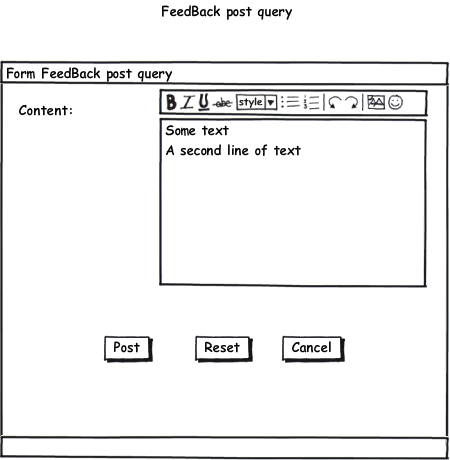 FeedBack post query
Form FeedBack post query
Content:
B I U abc style
Some text
A second line of text
Post Reset Cancel